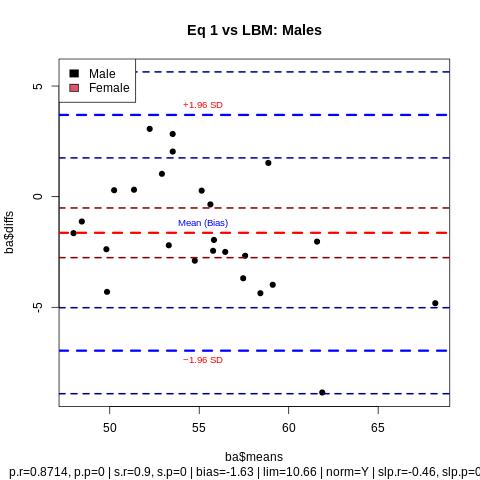 Eq 1 vs LBM: Males
Male
Female
+1.96 SD
Mean (Bias)
−1.96 SD
5
0
-5
ba$diffs
50
55
60
65
ba$means
p.r=0.8714, p.p=0 | s.r=0.9, s.p=0 | bias=-1.63 | lim=10.66 | norm=Y | slp.r=-0.46, slp.p=0